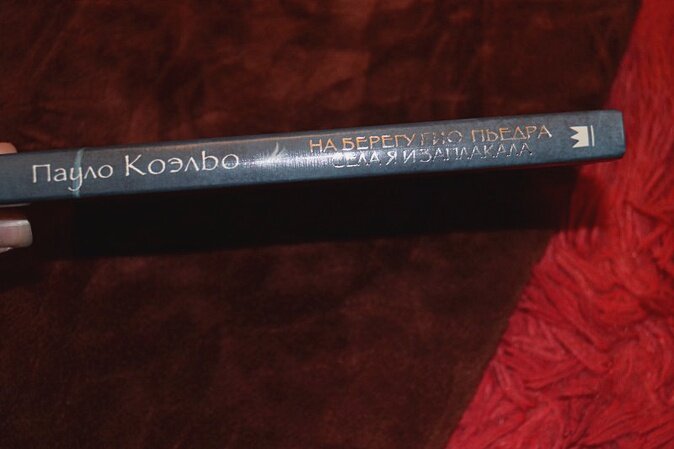 Пауло Коэльо
НА БЕРЕГУ РИО-ПЬЕДРА
СЕЛА Я И ЗАПЛАКАЛА